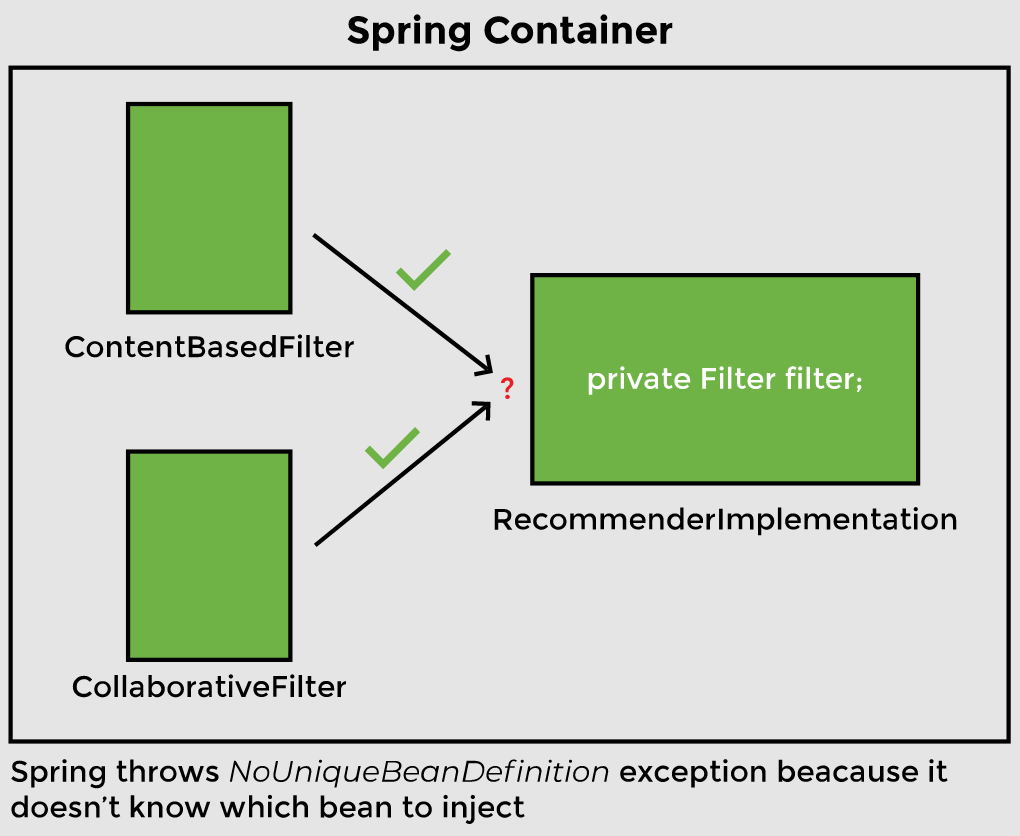 Spring Container
ContentBasedFilter
?
private Filter filter;
RecommenderImplementation
CollaborativeFilter
Spring throws NoUniqueBeanDefinition exception beacause it
doesn't know which bean to inject